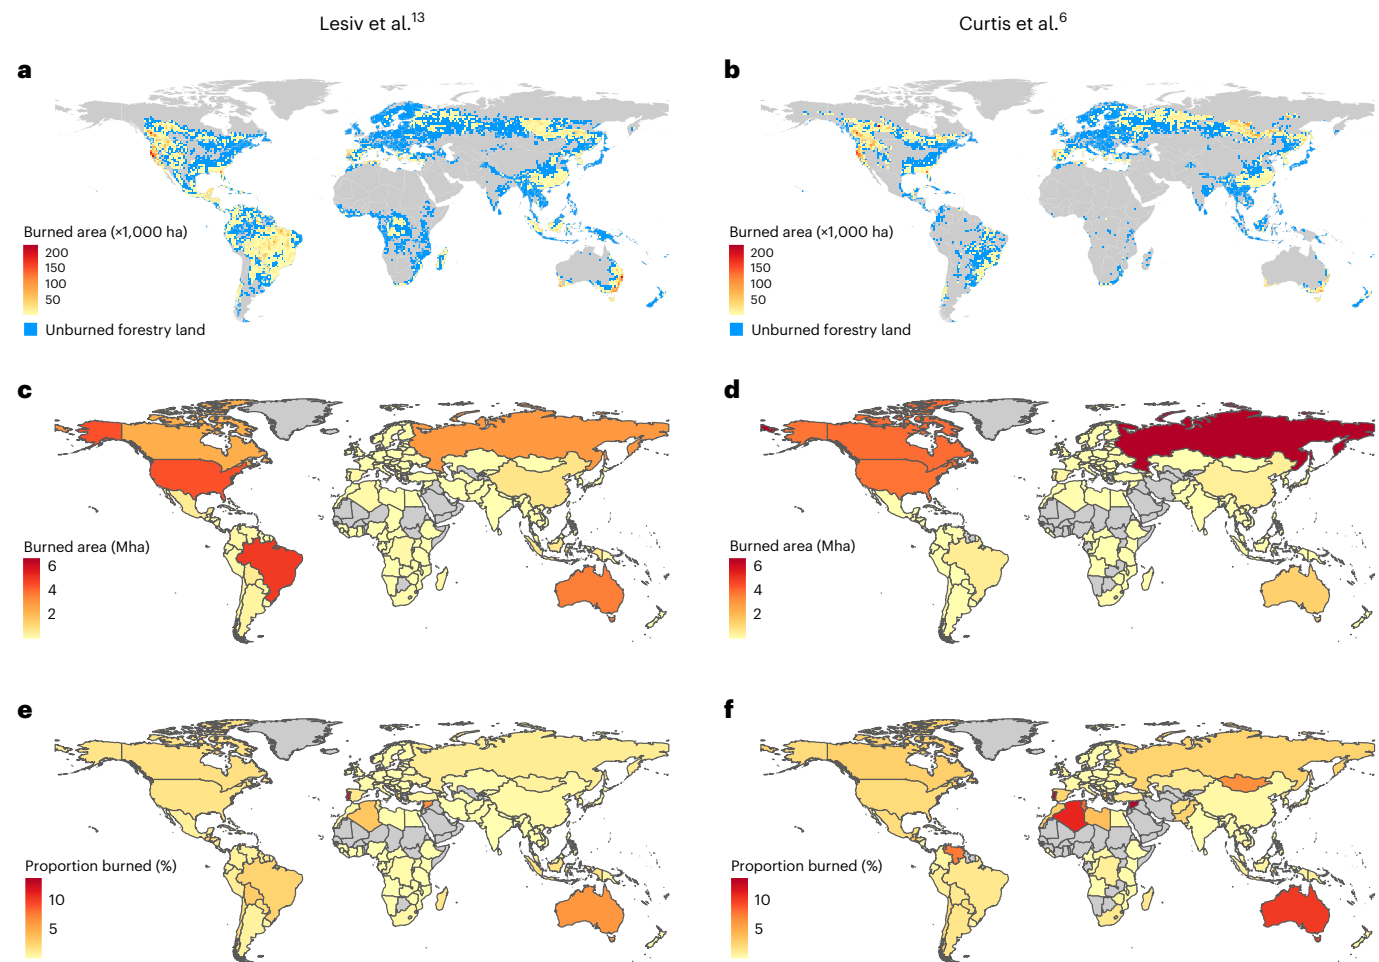 Lesiv et al.13
Curtis et al.6
a
b
Burned area (×1,000 ha)
200
150
100
50
Unburned forestry land
Burned area (×1,000 ha)
200
150
100
50
Unburned forestry land
c
d
Burned area (Mha)
6
4
2
Burned area (Mha)
6
4
2
e
f
Proportion burned (%)
10
5
Proportion burned (%)
10
5